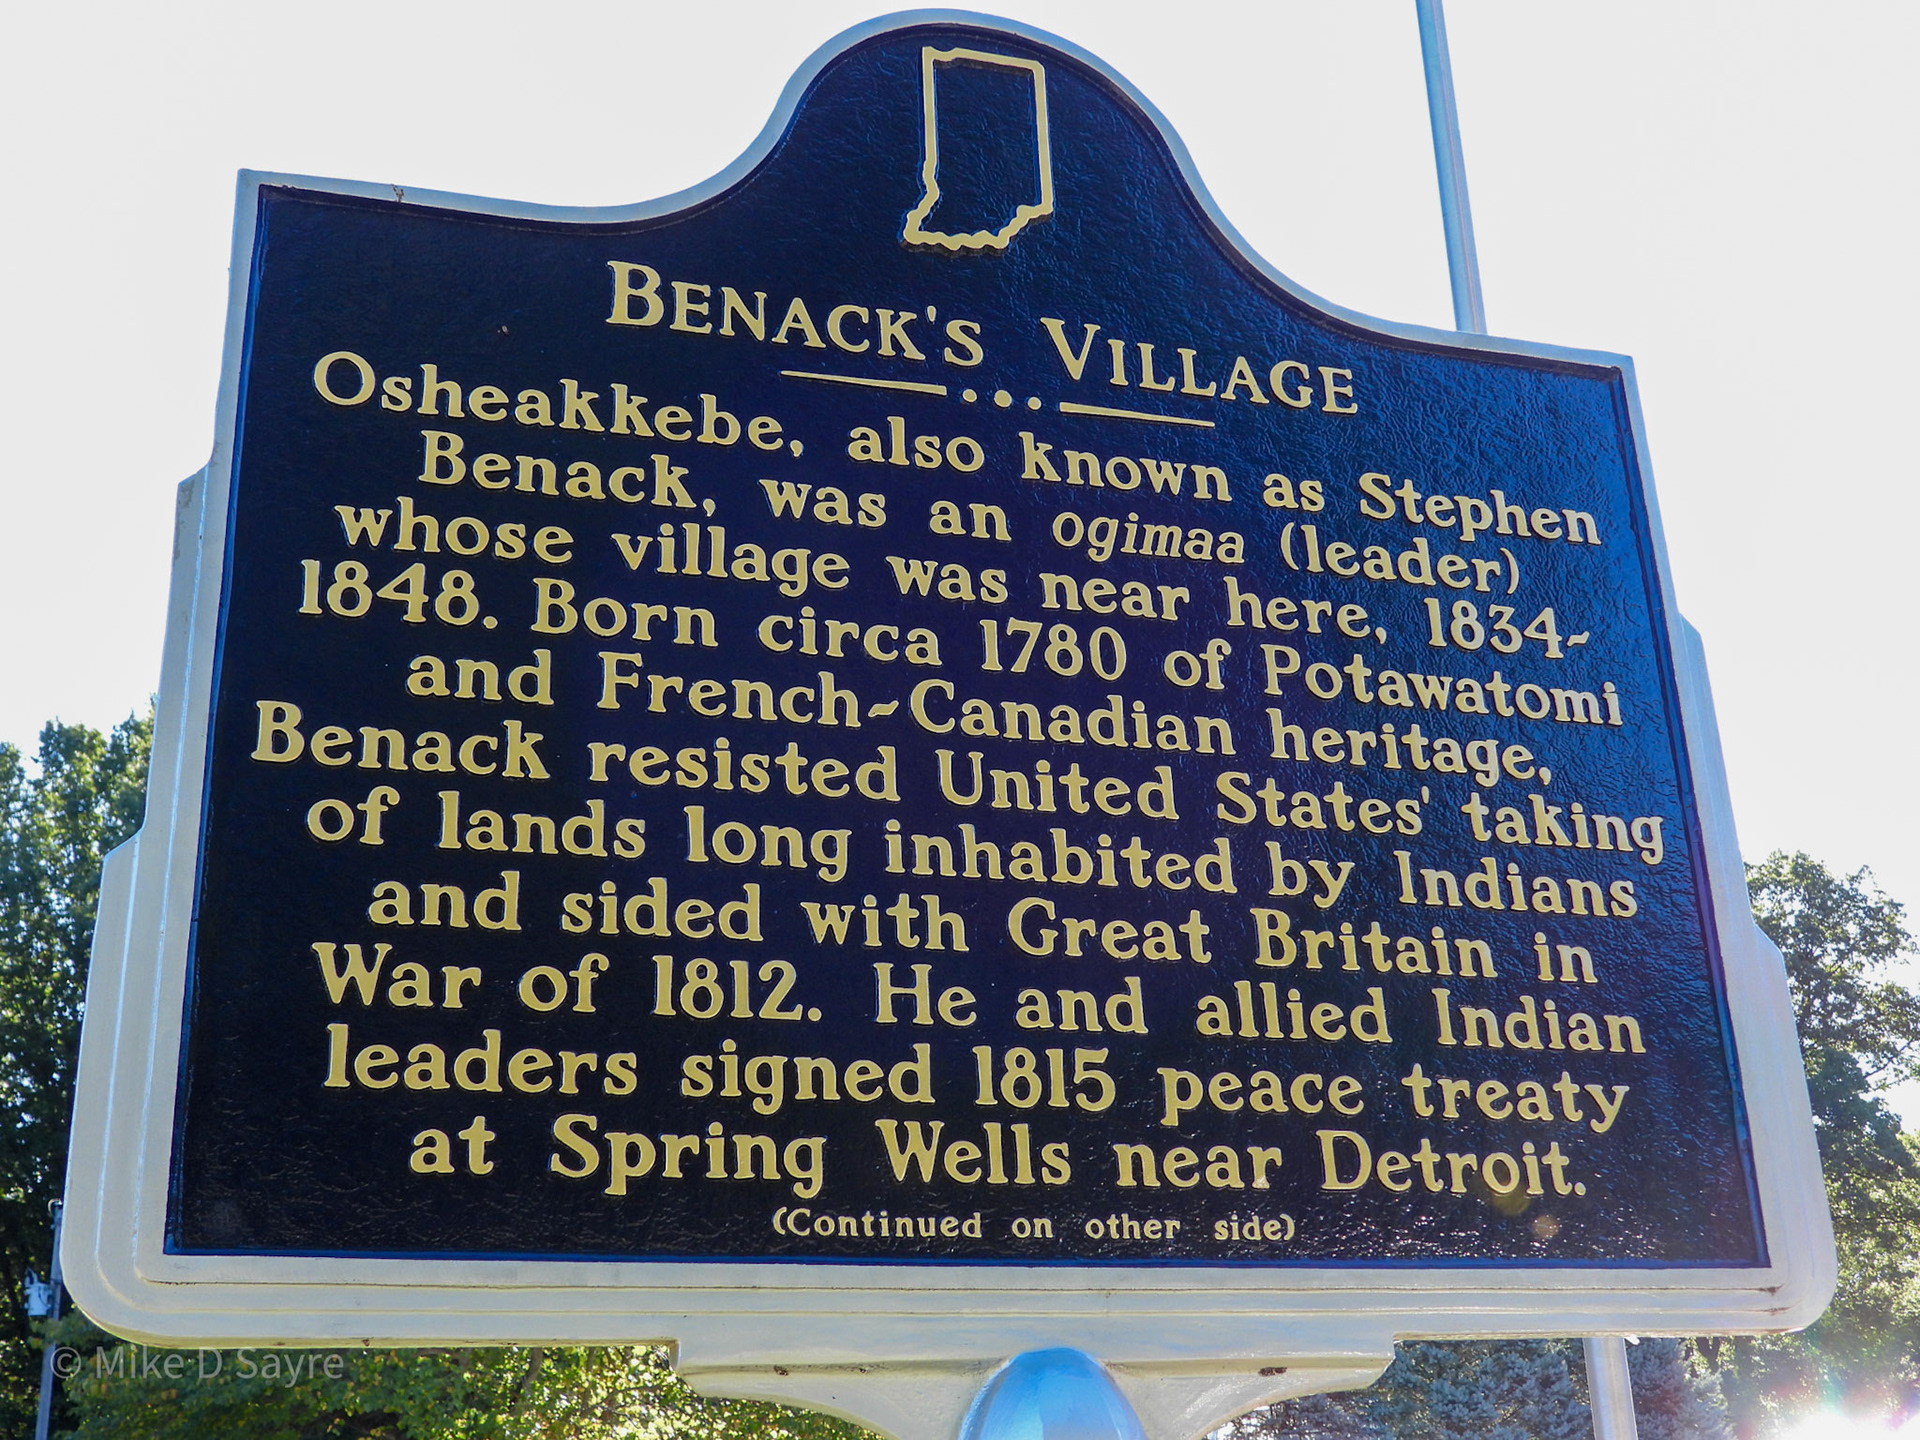 BENACK'S VILLAGE
Osheakkebe, also known as Stephen
Benack, was an ogimaa (leader)
whose village was near here, 1834-
1848. Born circa 1780 of Potawatomi
and French-Canadian heritage,
Benack resisted United States' taking
of lands long inhabited by Indians
and sided with Great Britain in
War of 1812. He and allied Indian
leaders signed 1815 peace treaty
at Spring Wells near Detroit.
(Continued on other side)
© Mike D Sayre